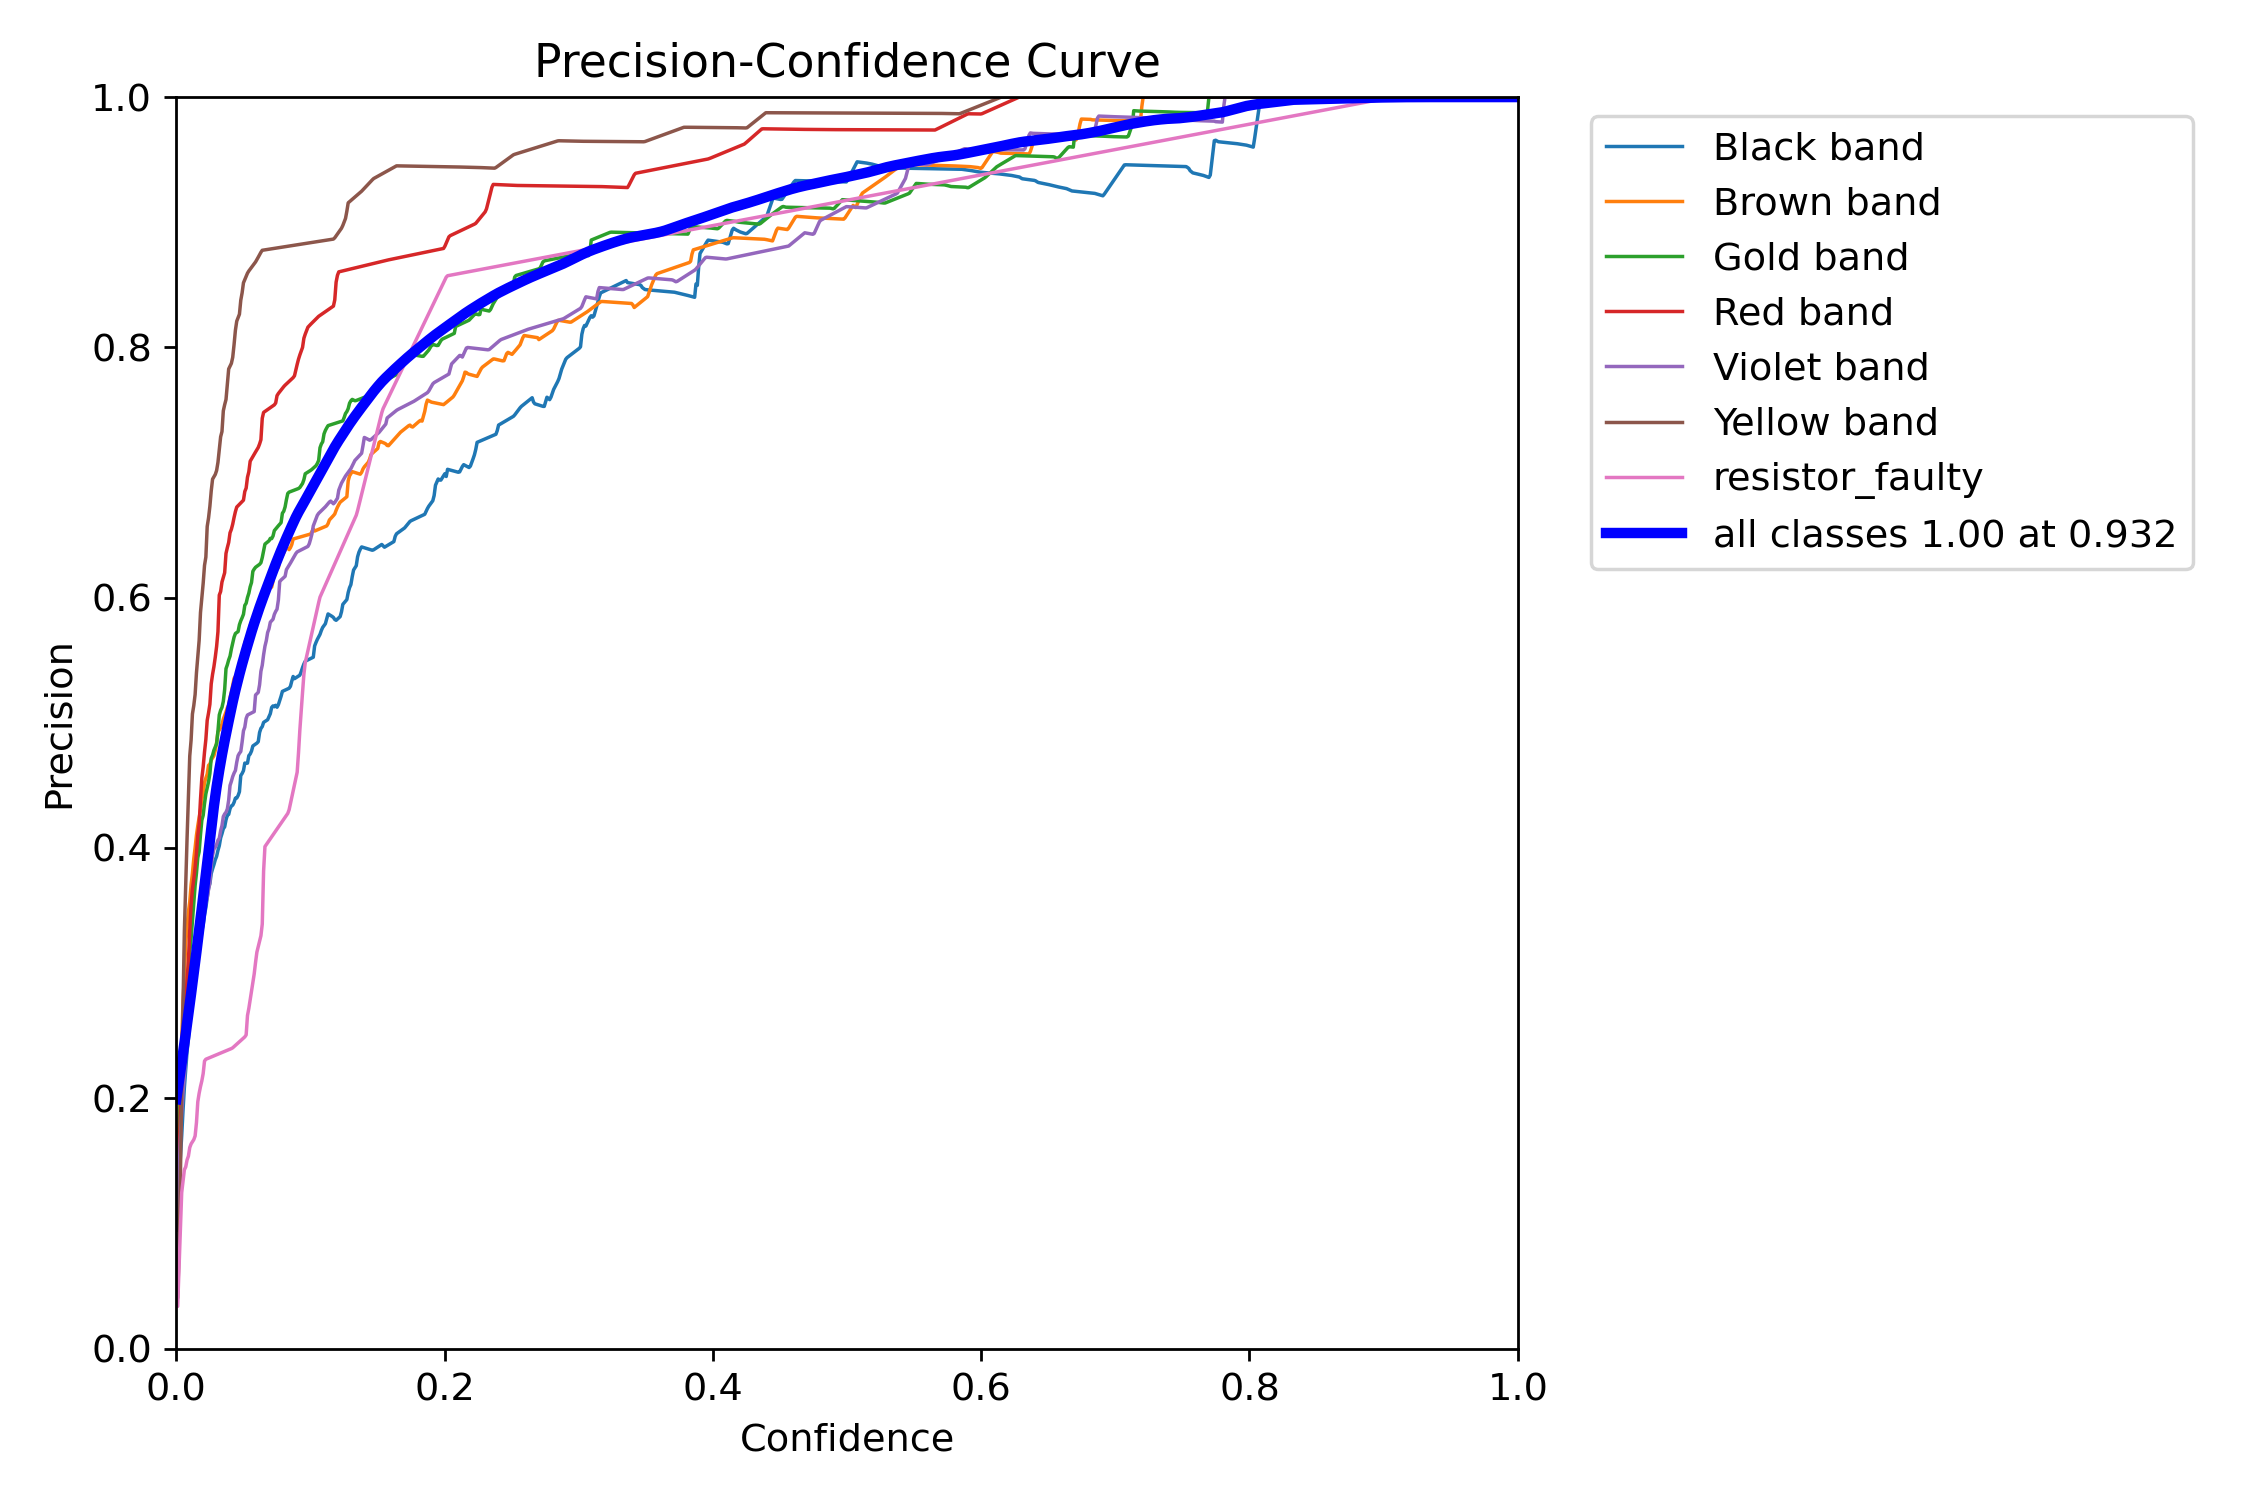 Precision-Confidence Curve
1.0
0.8
0.6
0.4
0.2
0.0
Precision
0.0 0.2 0.4 0.6 0.8 1.0
Confidence
Black band
Brown band
Gold band
Red band
Violet band
Yellow band
resistor_faulty
all classes 1.00 at 0.932